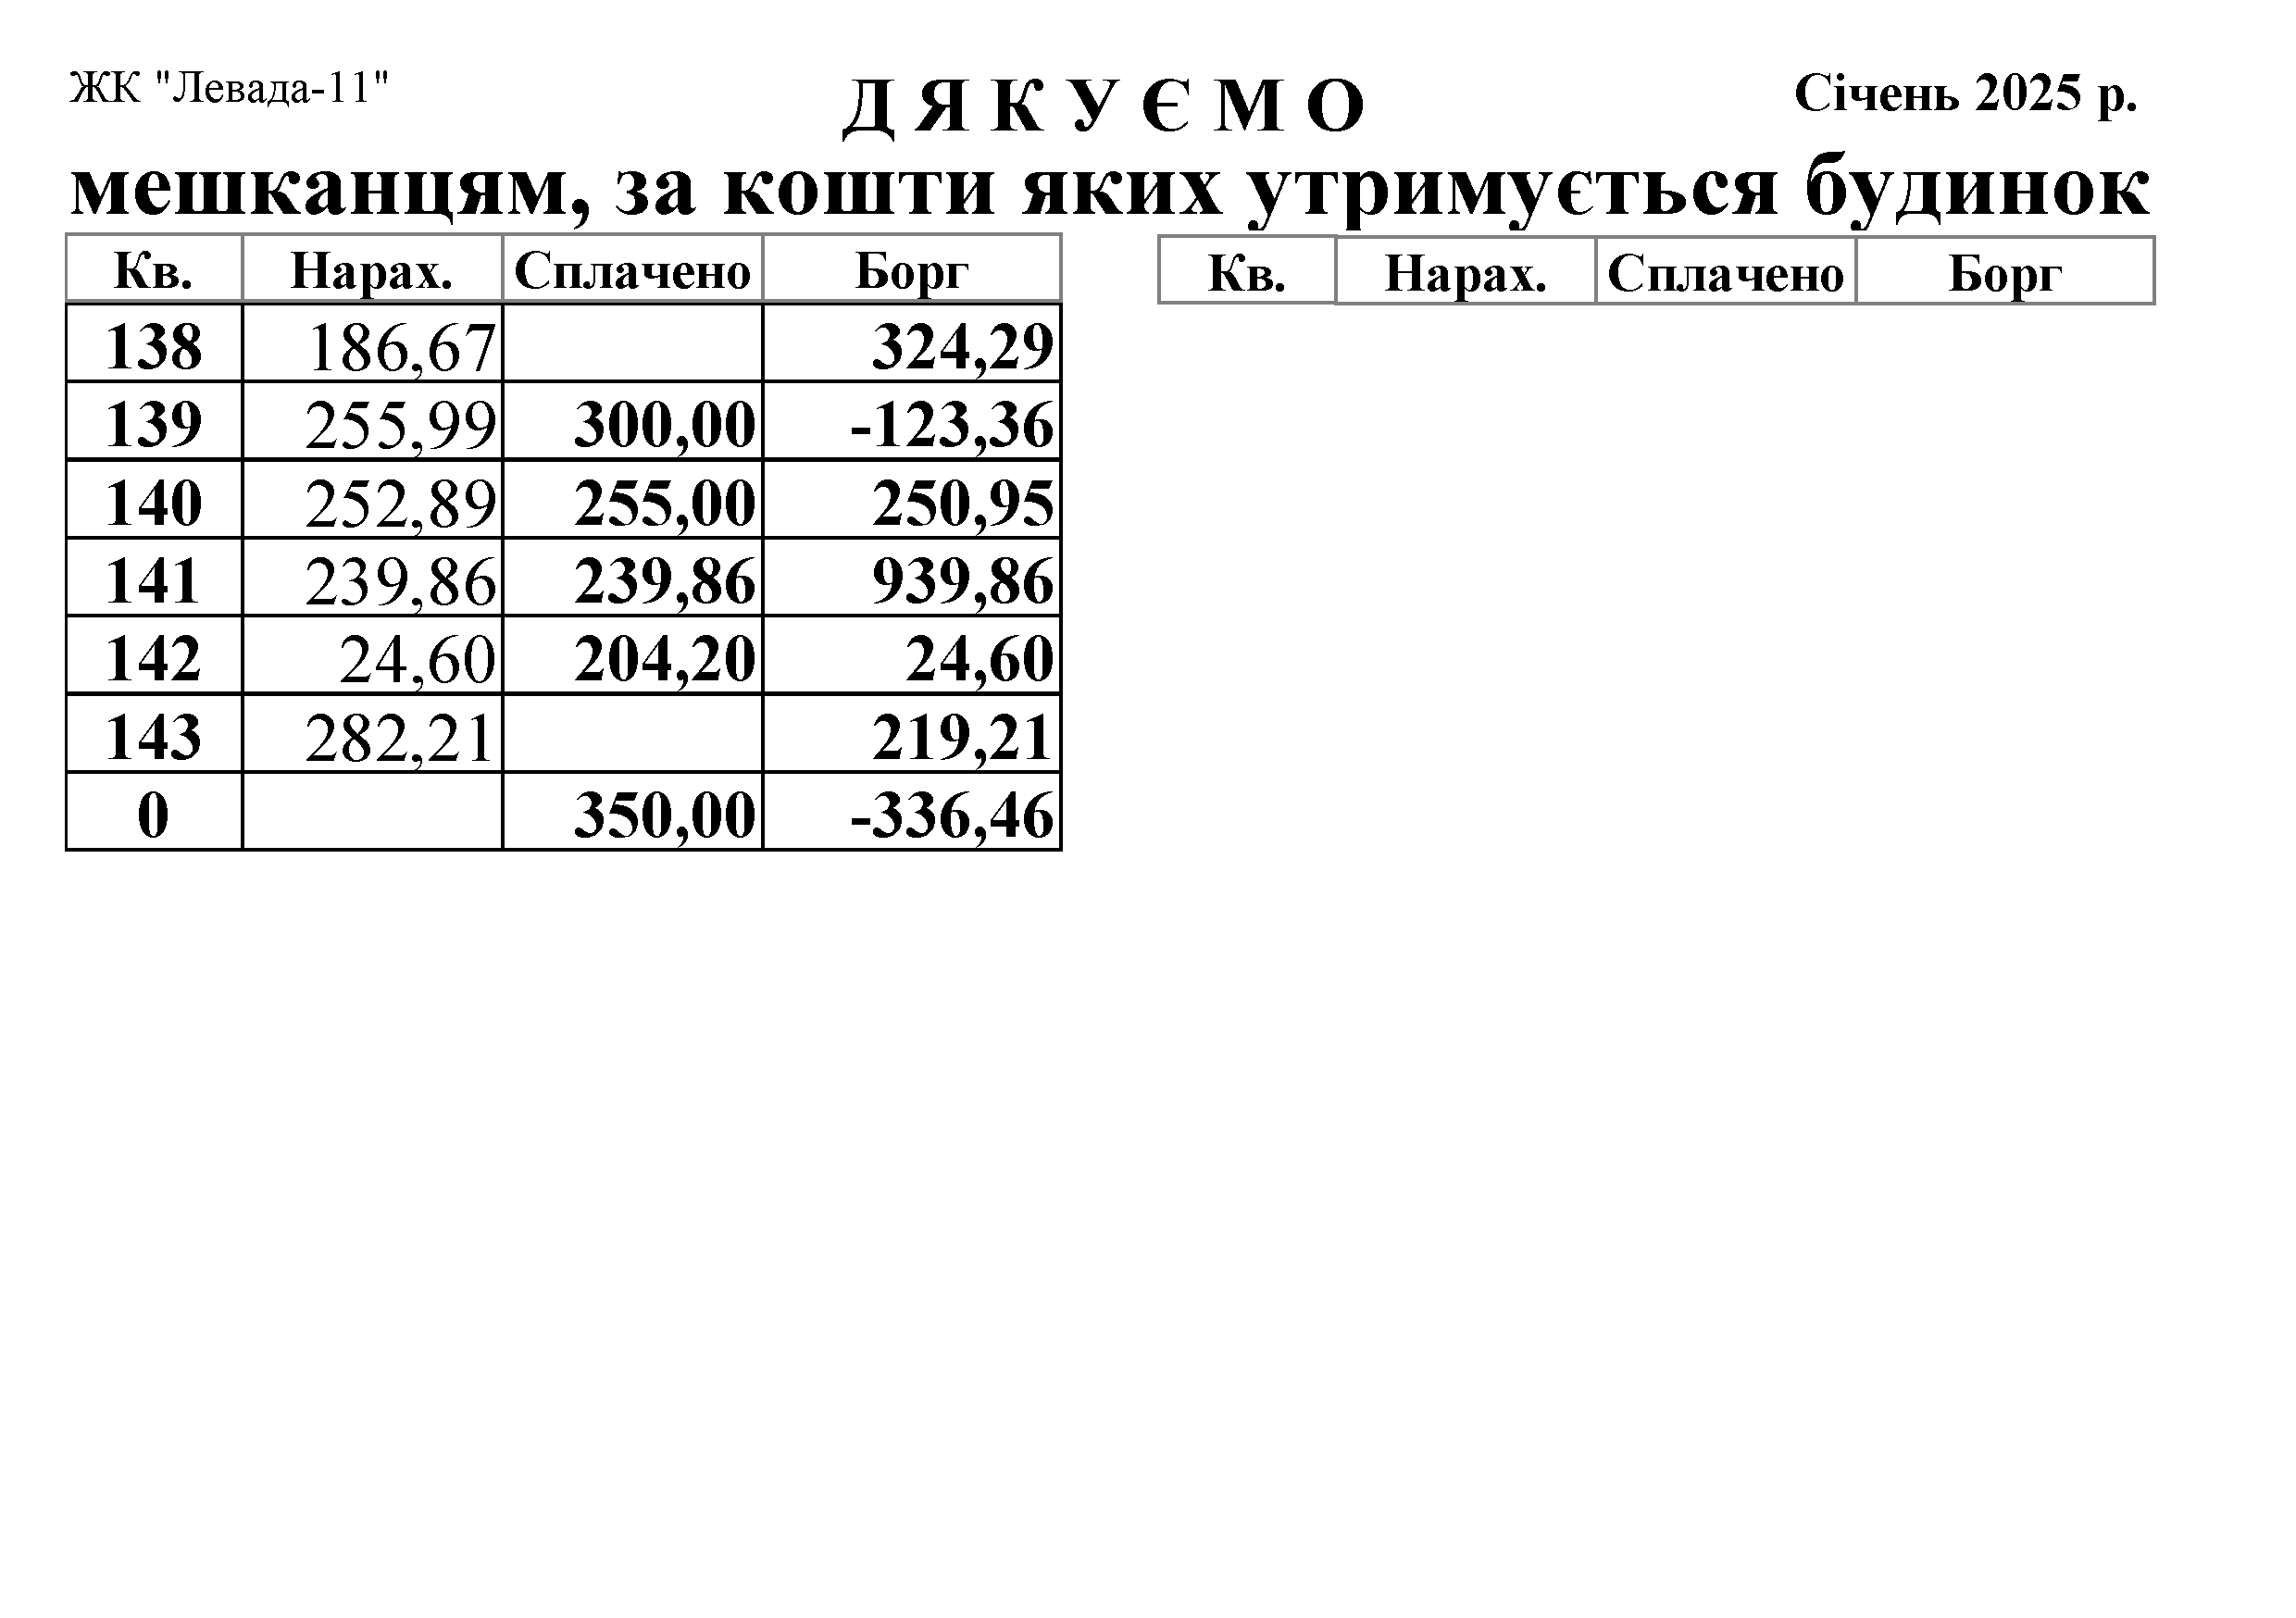 ЖК "Левада-11"
Д Я К У Є М О
Січень 2025 р.
мешканцям, за кошти яких утримується будинок
Кв. Нарах. Сплачено Борг
138 186,67 324,29
139 255,99 300,00 -123,36
140 252,89 255,00 250,95
141 239,86 239,86 939,86
142 24,60 204,20 24,60
143 282,21 219,21
0 350,00 -336,46
Кв. Нарах. Сплачено Борг